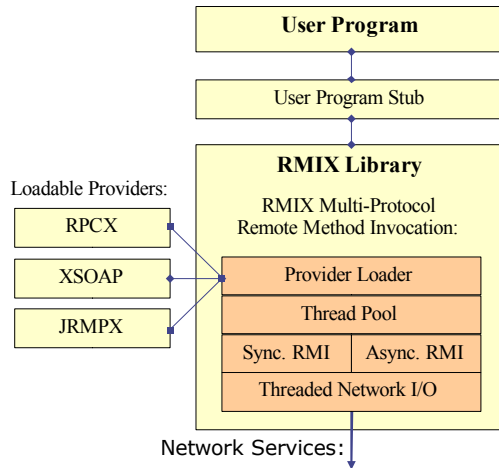 User Program
User Program Stub
RMIX Library
Loadable Providers:
RMIX Multi-Protocol
Remote Method Invocation:
RPCX
XSOAP
JRMPX
Provider Loader
Thread Pool
Sync. RMI
Async. RMI
Threaded Network I/O
Network Services: